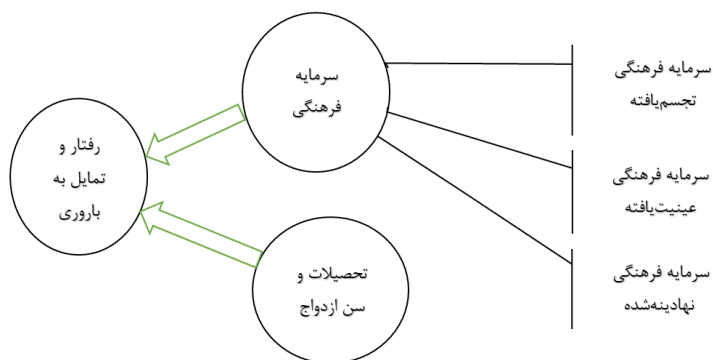 سرمایه فرهنگی
تجسم‌یافته
سرمایه
فرهنگی
رفتار و
تمایل به
باروری
سرمایه فرهنگی
عینیت‌یافته
تحصیلات و
سن ازدواج
سرمایه فرهنگی
نهادینه‌شده